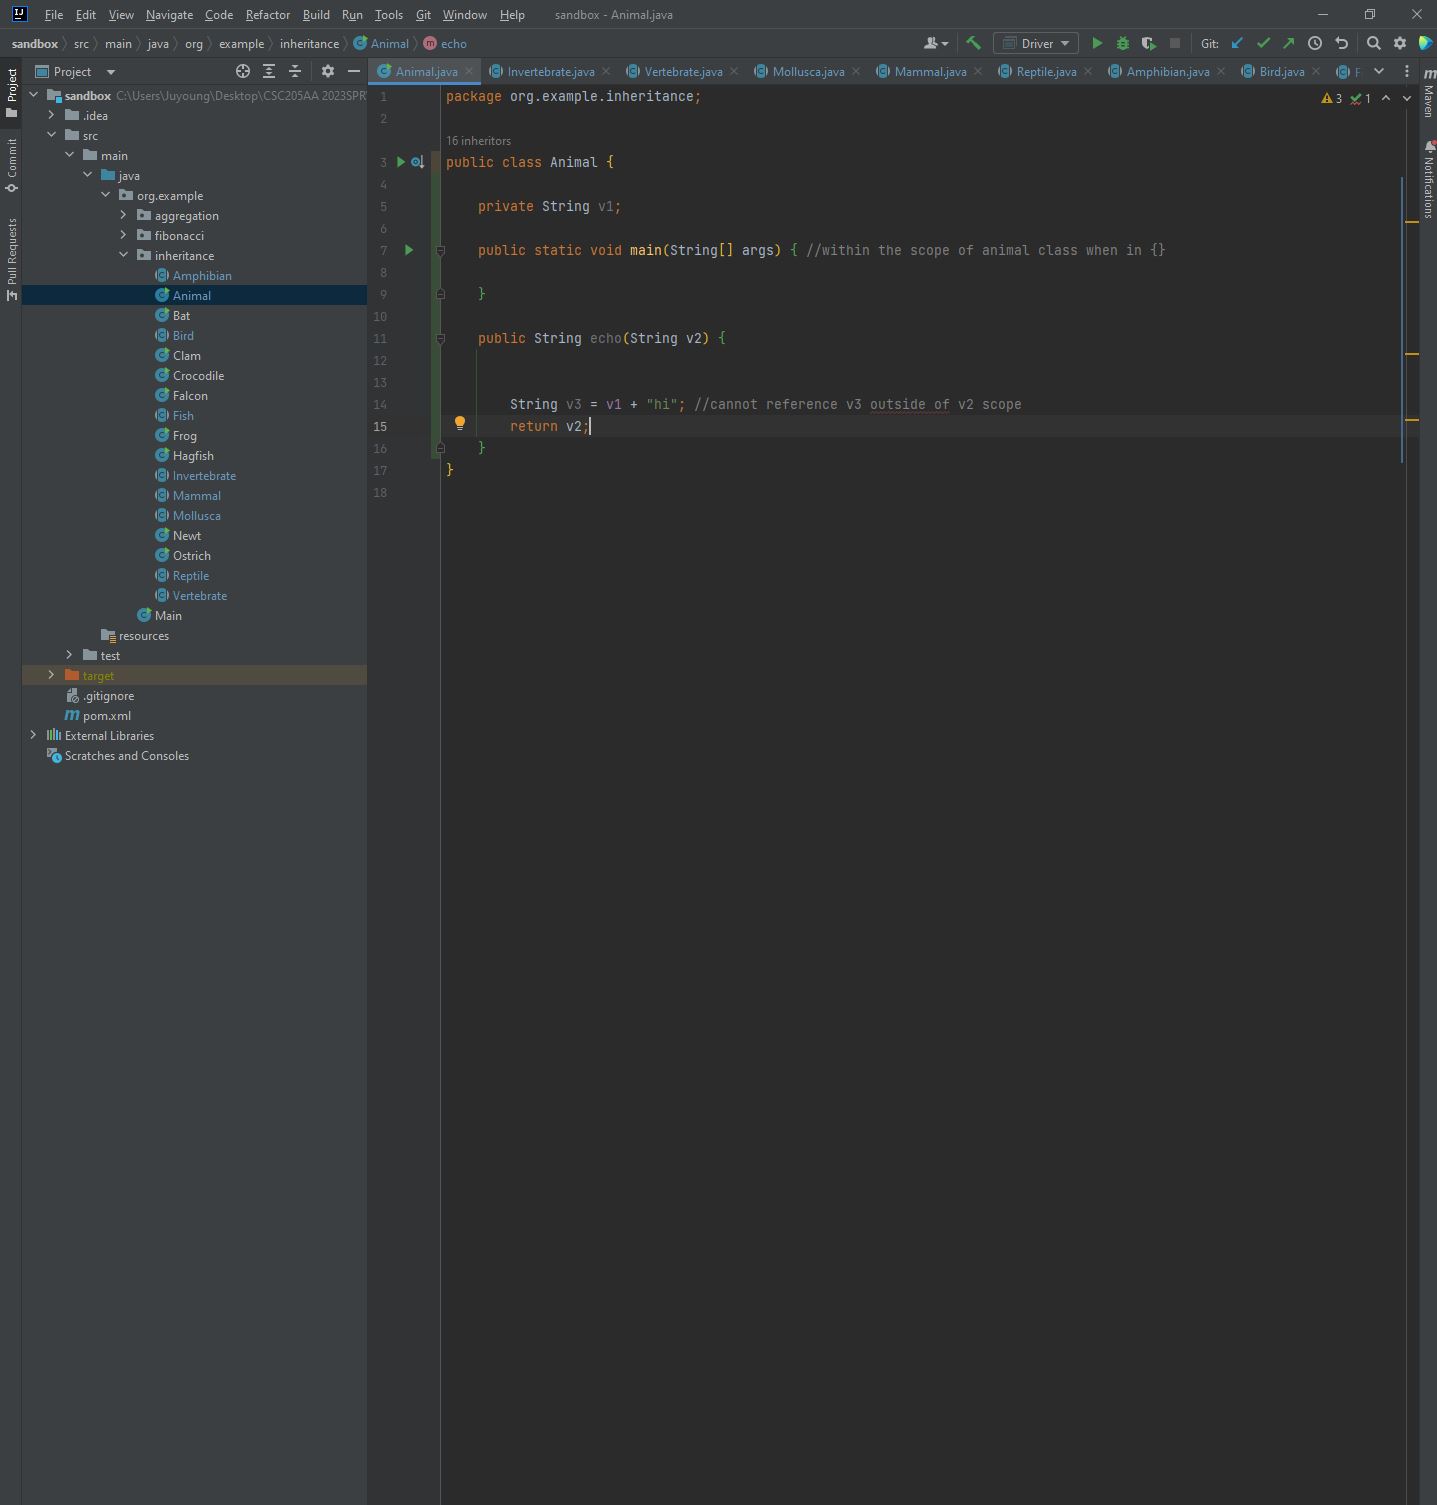 File Edit View Navigate Code Refactor Build Run Tools Git Window Help sandbox - Animal.java
sandbox src main java org example inheritance Animal echo Driver Git:
Project
Animal.java Invertebrate.java Vertebrate.java Mollusca.java Mammal.java Reptile.java Amphibian.java Bird.java F
Project
Commit
Pull Requests
sandbox C:\Users\Juyoung\Desktop\CSC205AA 2023SPR
.idea
src
main
java
org.example
aggregation
fibonacci
inheritance
Amphibian
Animal
Bat
Bird
Clam
Crocodile
Falcon
Fish
Frog
Hagfish
Invertebrate
Mammal
Mollusca
Newt
Ostrich
Reptile
Vertebrate
Main
resources
test
target
.gitignore
pom.xml
External Libraries
Scratches and Consoles
1 package org.example.inheritance;
2
16 inheritors
3 public class Animal {
4
5 private String v1;
6
7 public static void main(String[] args) { //within the scope of animal class when in {}
8
9 }
10
11 public String echo(String v2) {
12
13
14 String v3 = v1 + "hi"; //cannot reference v3 outside of v2 scope
15 return v2;
16 }
17 }
18
3 1
Maven
Notifications